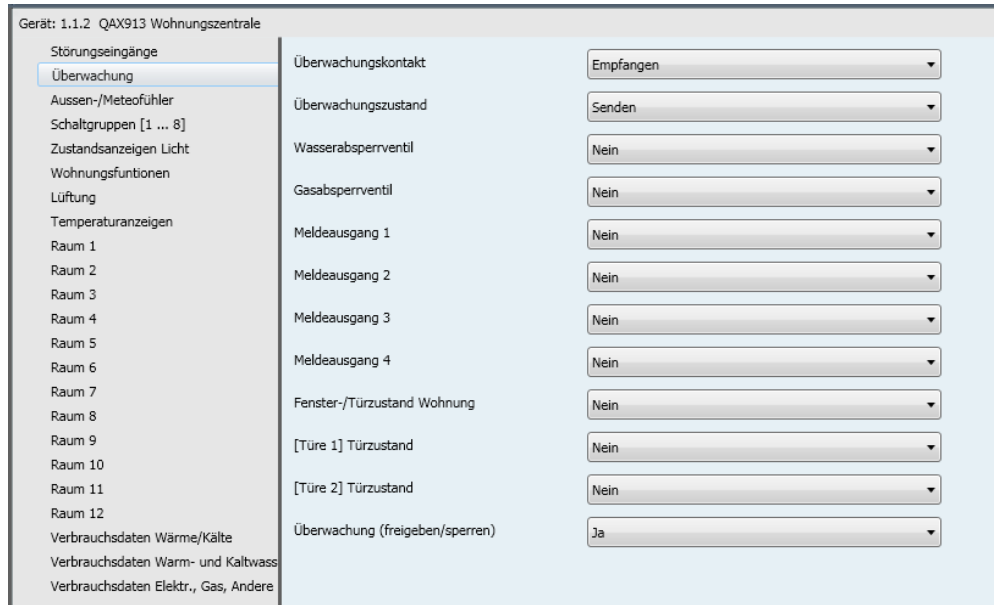 Gerät: 1.1.2 QAX913 Wohnungszentrale
Störungseingänge
Überwachung
Aussen-/Meteofühler
Schaltgruppen [1 ... 8]
Zustandsanzeigen Licht
Wohnungsfuntionen
Lüftung
Temperaturanzeigen
Raum 1
Raum 2
Raum 3
Raum 4
Raum 5
Raum 6
Raum 7
Raum 8
Raum 9
Raum 10
Raum 11
Raum 12
Verbrauchsdaten Wärme/Kälte
Verbrauchsdaten Warm- und Kaltwass
Verbrauchsdaten Elektr., Gas, Andere
Überwachungskontakt Empfangen
Überwachungszustand Senden
Wasserabsperrventil Nein
Gasabsperrventil Nein
Meldeausgang 1 Nein
Meldeausgang 2 Nein
Meldeausgang 3 Nein
Meldeausgang 4 Nein
Fenster-/Türzustand Wohnung Nein
[Türe 1] Türzustand Nein
[Türe 2] Türzustand Nein
Überwachung (freigeben/sperren) Ja